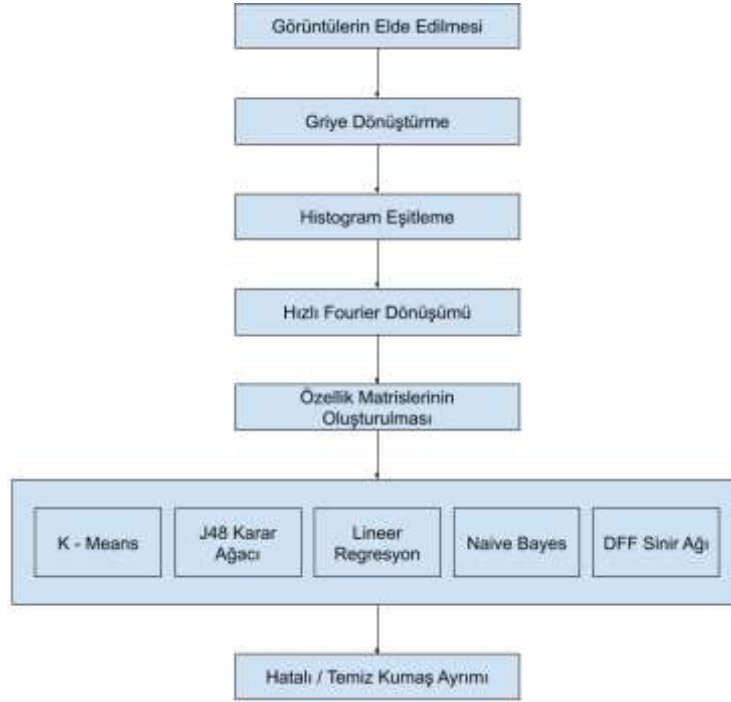 Görüntülerin Elde Edilmesi
Griye Dönüştürme
Histogram Eşitleme
Hızlı Fourier Dönüşümü
Özellik Matrislerinin
Oluşturulması
K - Means
J48 Karar
Ağacı
Lineer
Regresyon
Naive Bayes
DFF Sinir Ağı
Hatalı / Temiz Kumaş Ayrımı